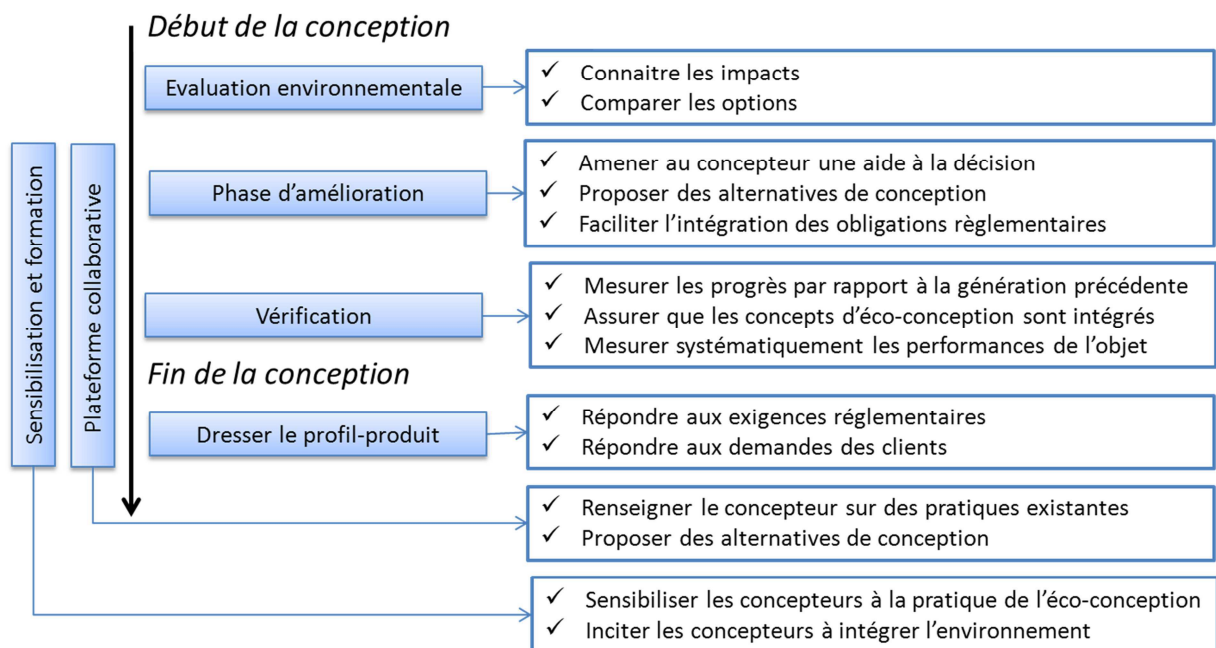 Début de la conception
Evaluation environnementale
✓ Connaitre les impacts
✓ Comparer les options
Sensibilisation et formation
Plateforme collaborative
Phase d’amélioration
✓ Amener au concepteur une aide à la décision
✓ Proposer des alternatives de conception
✓ Faciliter l’intégration des obligations règlementaires
Vérification
✓ Mesurer les progrès par rapport à la génération précédente
✓ Assurer que les concepts d’éco-conception sont intégrés
✓ Mesurer systématiquement les performances de l’objet
Fin de la conception
Dresser le profil-produit
✓ Répondre aux exigences réglementaires
✓ Répondre aux demandes des clients
✓ Renseigner le concepteur sur des pratiques existantes
✓ Proposer des alternatives de conception
✓ Sensibiliser les concepteurs à la pratique de l’éco-conception
✓ Inciter les concepteurs à intégrer l’environnement